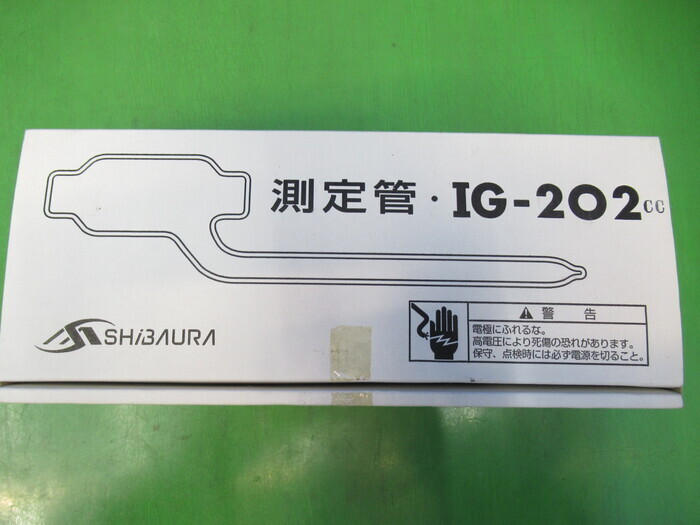 測定管・IG-202CC
SHiBAURA
⚠ 警 告
電極にふれるな。
高電圧により死傷の恐れがあります。
保守、点検時には必ず電源を切ること。